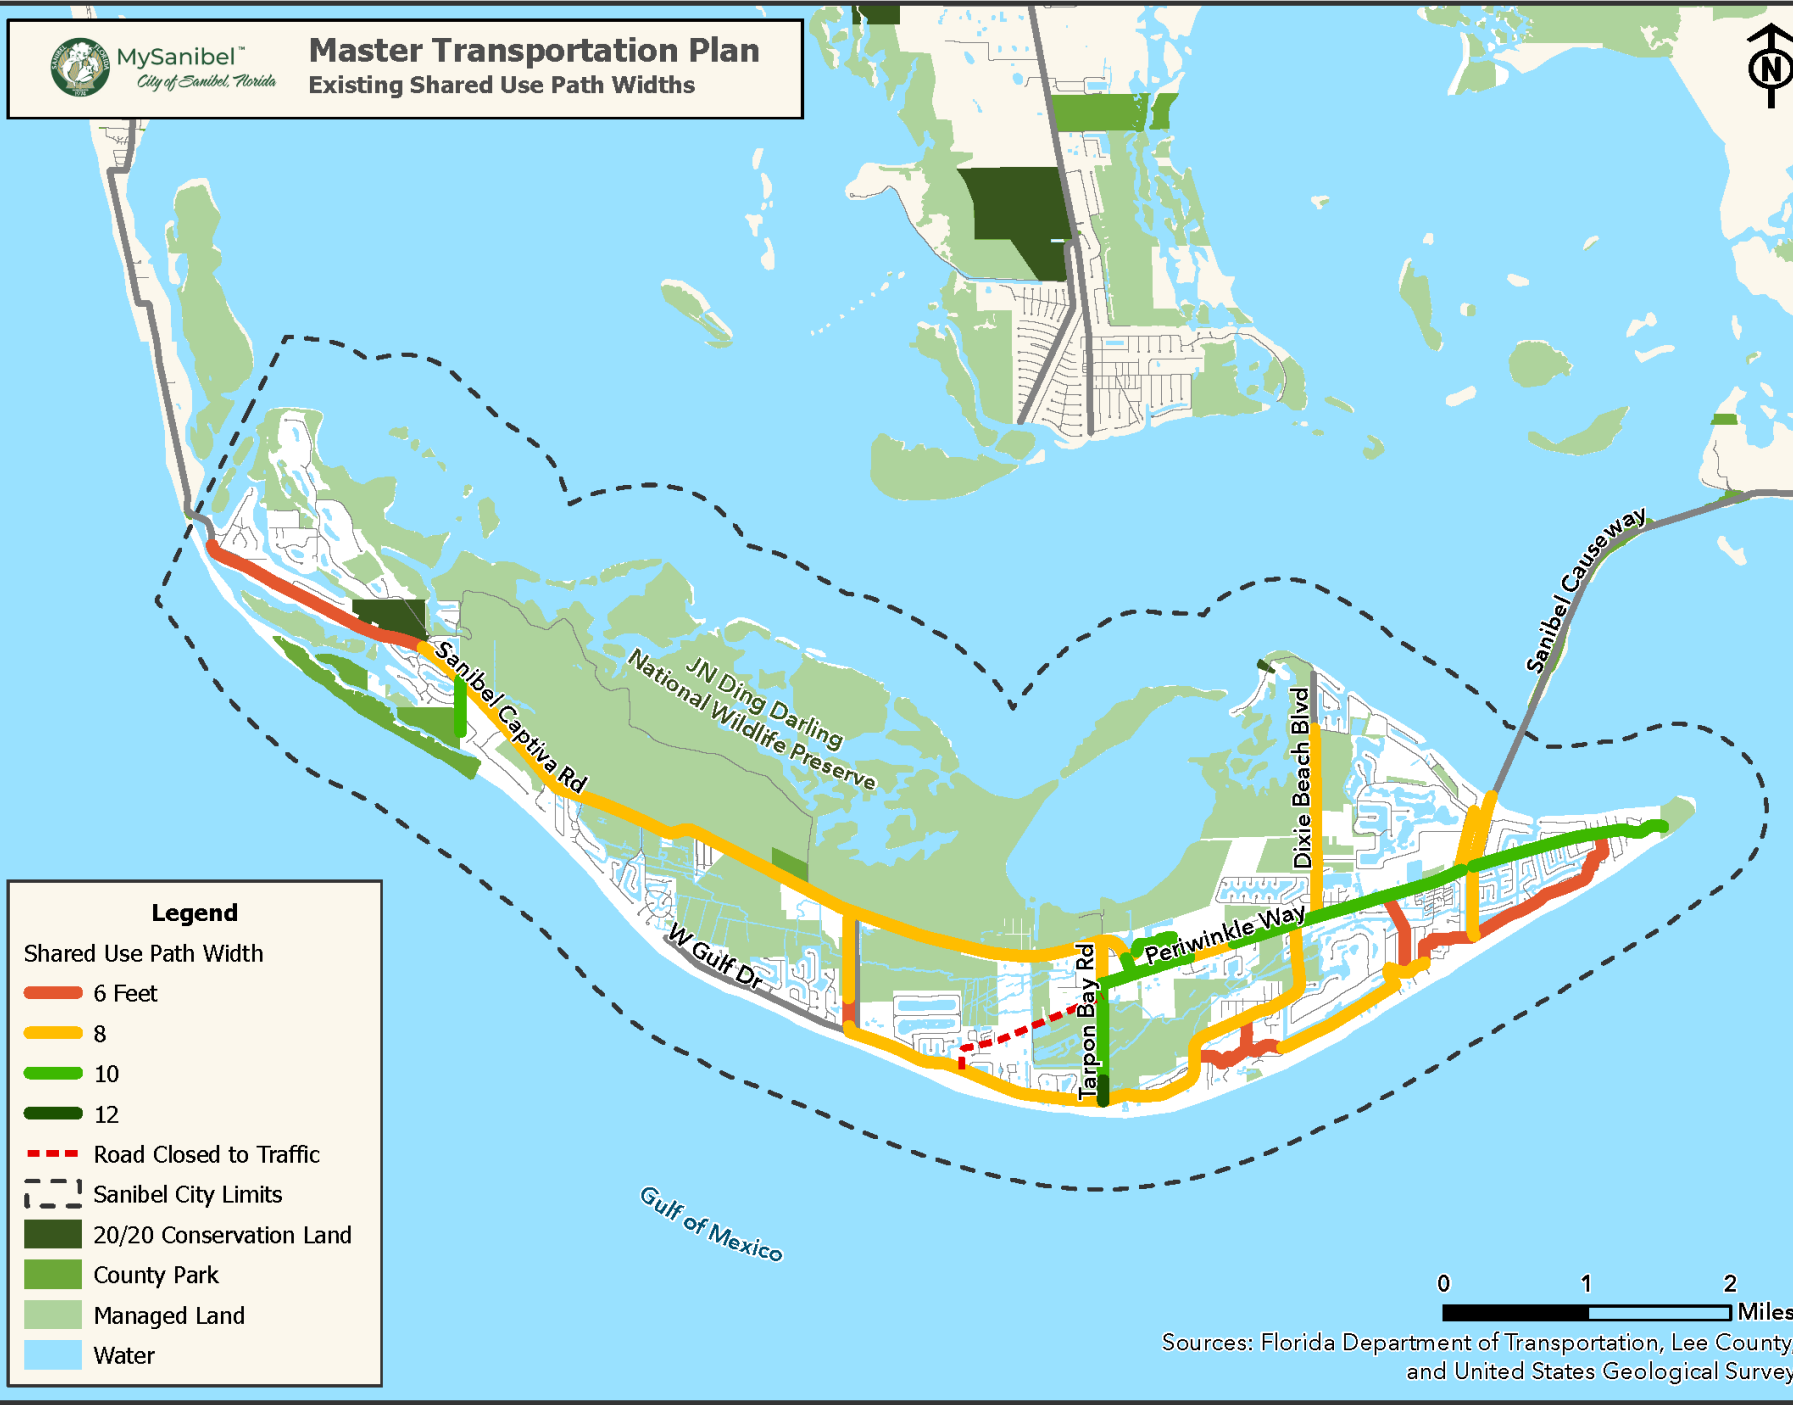 MySanibel™
City of Sanibel, Florida
Master Transportation Plan
Existing Shared Use Path Widths
N
JN Ding Darling
National Wildlife Preserve
Sanibel Captiva Rd
W Gulf Dr
Tarpon Bay Rd
Periwinkle Way
Dixie Beach Blvd
Sanibel Causeway
Gulf of Mexico
Legend
Shared Use Path Width
6 Feet
8
10
12
Road Closed to Traffic
Sanibel City Limits
20/20 Conservation Land
County Park
Managed Land
Water
0 1 2
Miles
Sources: Florida Department of Transportation, Lee County,
and United States Geological Survey